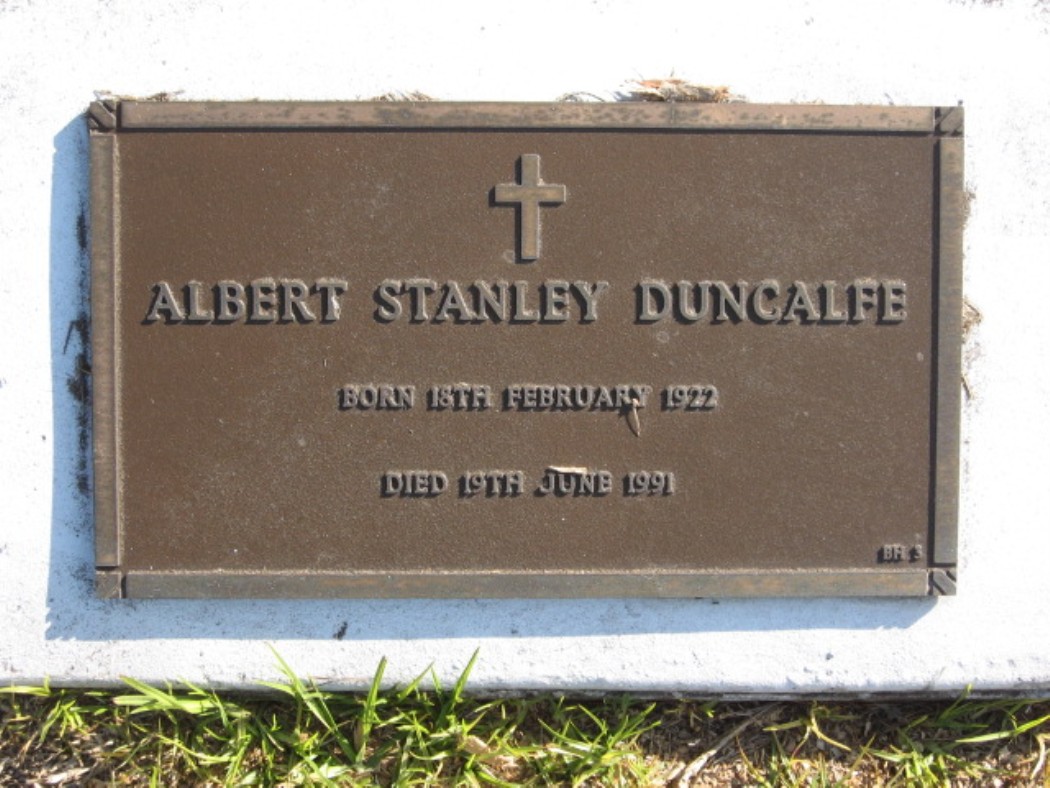 ALBERT STANLEY DUNCALFE
BORN 18TH FEBRUARY 1922
DIED 19TH JUNE 1991
BH 3